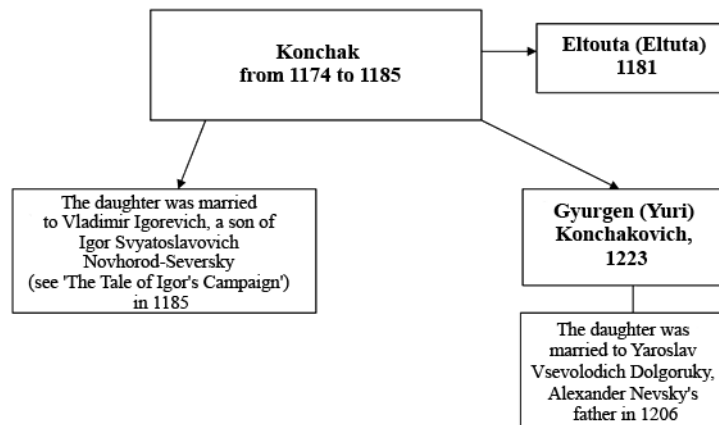 Konchak
from 1174 to 1185
Eltouta (Eltuta)
1181
The daughter was married
to Vladimir Igorevich, a son of
Igor Svyatoslavovich
Novhorod-Seversky
(see 'The Tale of Igor's Campaign')
in 1185
Gyurgen (Yuri)
Konchakovich,
1223
The daughter was
married to Yaroslav
Vsevolodich Dolgoruky,
Alexander Nevsky's
father in 1206